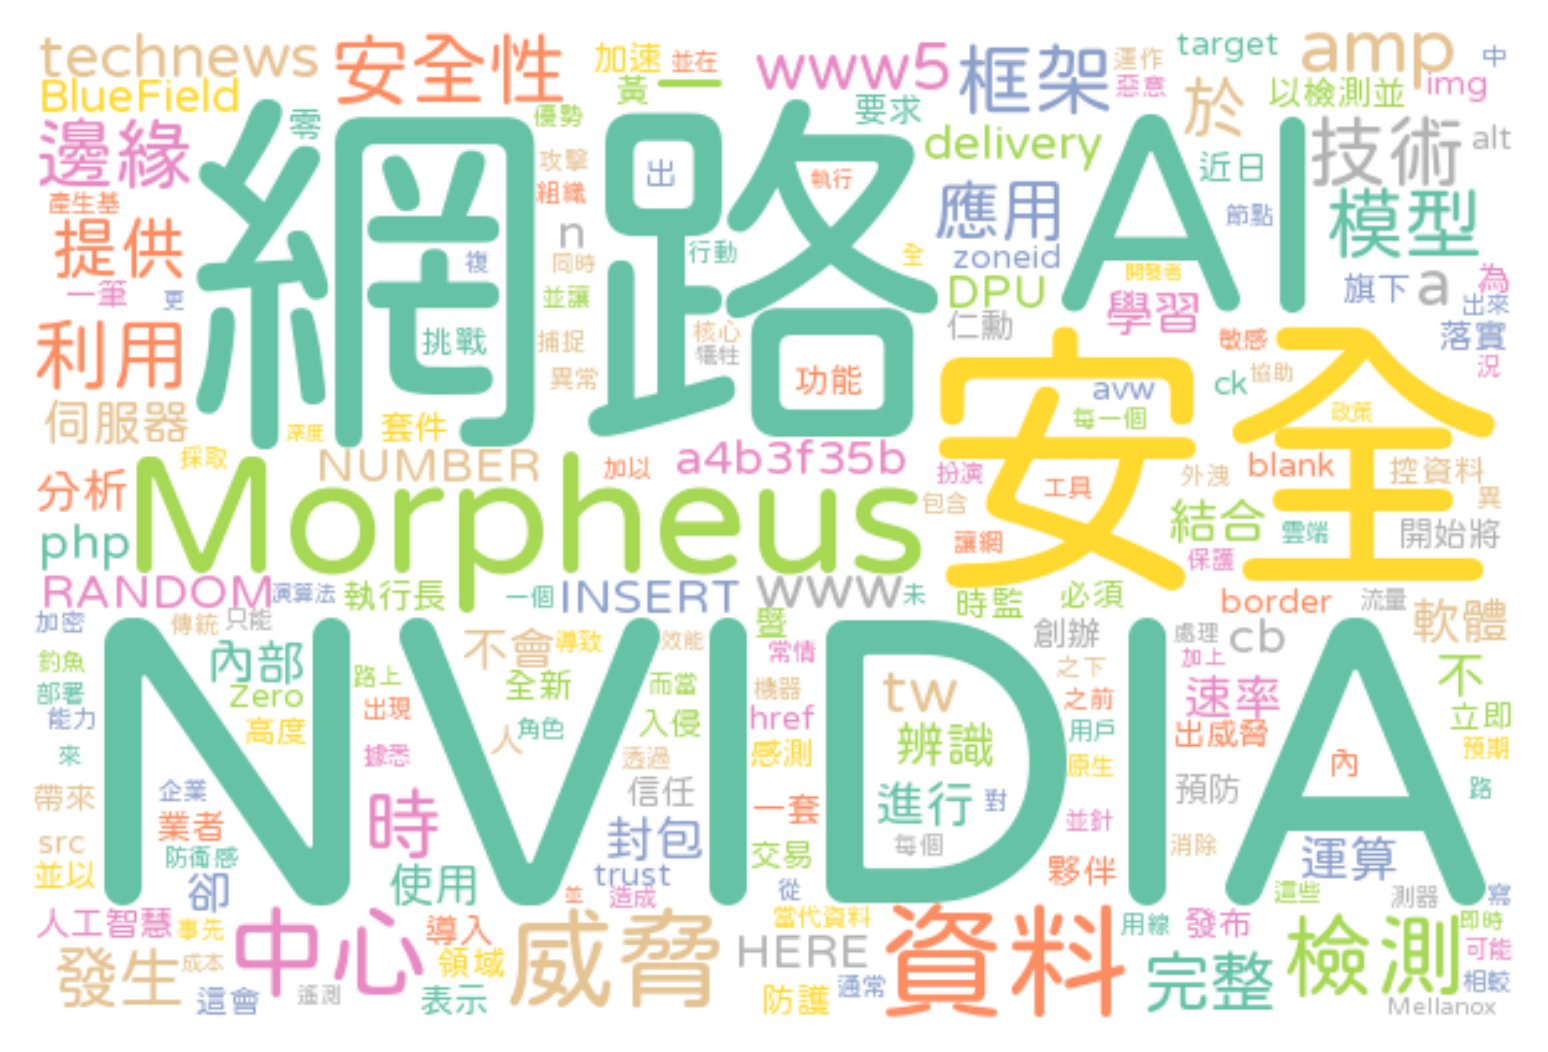 technews
安全性
加速
並在
www5
框架
運作
target
amp
中
BlueField
黃
一
惡意
以檢測並
img
零
優勢
要求
於
邊緣
網路
AI
delivery
技術
alt
攻擊
出
執行
近日
產生基
組織
應用
節點
模型
提供
n
行動
全
zoneid
複
同時
開發者
一筆
更
並讓
DPU
學習
旗下
a
為
出來
利用
挑戰
捕捉
核心
犧牲
仁勳
敏感
落實
異常
功能
安全
況
avw
ck
協助
伺服器
深度
套件
每一個
政策
採取
NUMBER
加以
a4b3f35b
扮演
外洩
blank
控資料
分析
Morpheus
工具
包含
異
php
讓網
結合
雲端
開始將
保護
RANDOM
演算法
執行長
一個
INSERT
www
未
時監
必須
border
流量
軟體
加密
傳統
只能
暨
創辦
處理
cb
釣魚
內部
不會
導致
效能
常情
之下
加上
不
部署
Zero
路上
全新
而當
機器
tw
之前
速率
能力
高度
出現
人
角色
入侵
href
辨識
用戶
出威脅
立即
來
據悉
透過
感測
原生
內
預期
NVIDIA
帶來
企業
信任
一套
進行
對
預防
路
src
業者
時
封包
每個
並針
消除
並以
防衛感
使用
trust
交易
夥伴
運算
卻
並
造成
從
這些
測器
寫
人工智慧
事先
中心
導入
威脅
當代資料
資料
用線
發布
檢測
即時
發生
成本
領域
HERE
完整
可能
這會
遙測
表示
防護
通常
相較
Mellanox